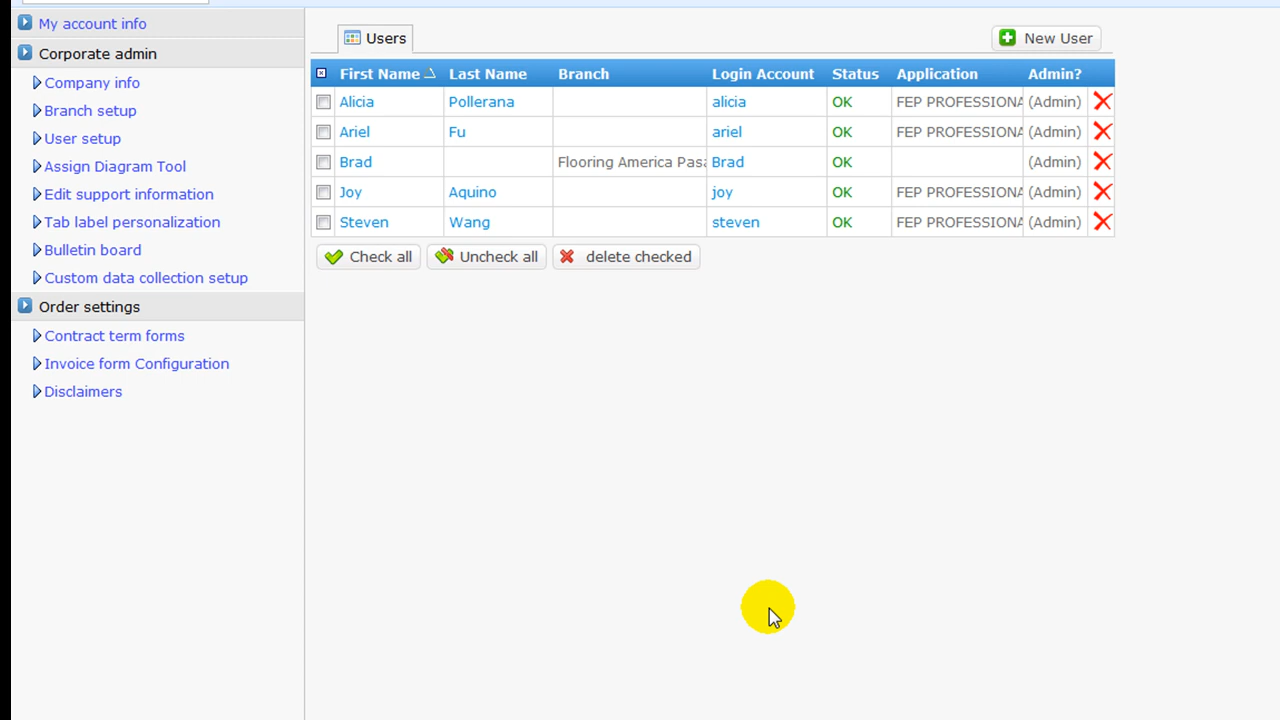 My account info
Corporate admin
Company info
Branch setup
User setup
Assign Diagram Tool
Edit support information
Tab label personalization
Bulletin board
Custom data collection setup
Order settings
Contract term forms
Invoice form Configuration
Disclaimers
Users
New User
First Name Last Name Branch Login Account Status Application Admin?
Alicia Pollerana alicia OK FEP PROFESSIONA (Admin)
Ariel Fu ariel OK FEP PROFESSIONA (Admin)
Brad Flooring America Pasa Brad OK (Admin)
Joy Aquino joy OK FEP PROFESSIONA (Admin)
Steven Wang steven OK FEP PROFESSIONA (Admin)
Check all Uncheck all delete checked